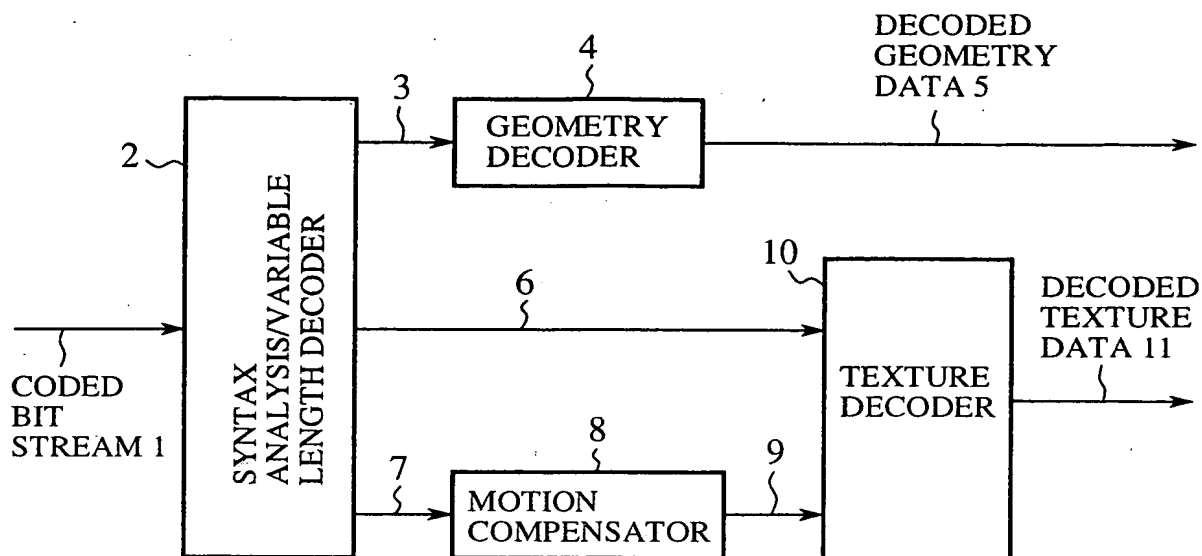 DECODED
GEOMETRY
DATA 5
4
3
GEOMETRY
DECODER
2
SYNTAX
ANALYSIS/VARIABLE
LENGTH DECODER
10
6
DECODED
TEXTURE
DATA 11
CODED
BIT
STREAM 1
TEXTURE
DECODER
8
7
9
MOTION
COMPENSATOR